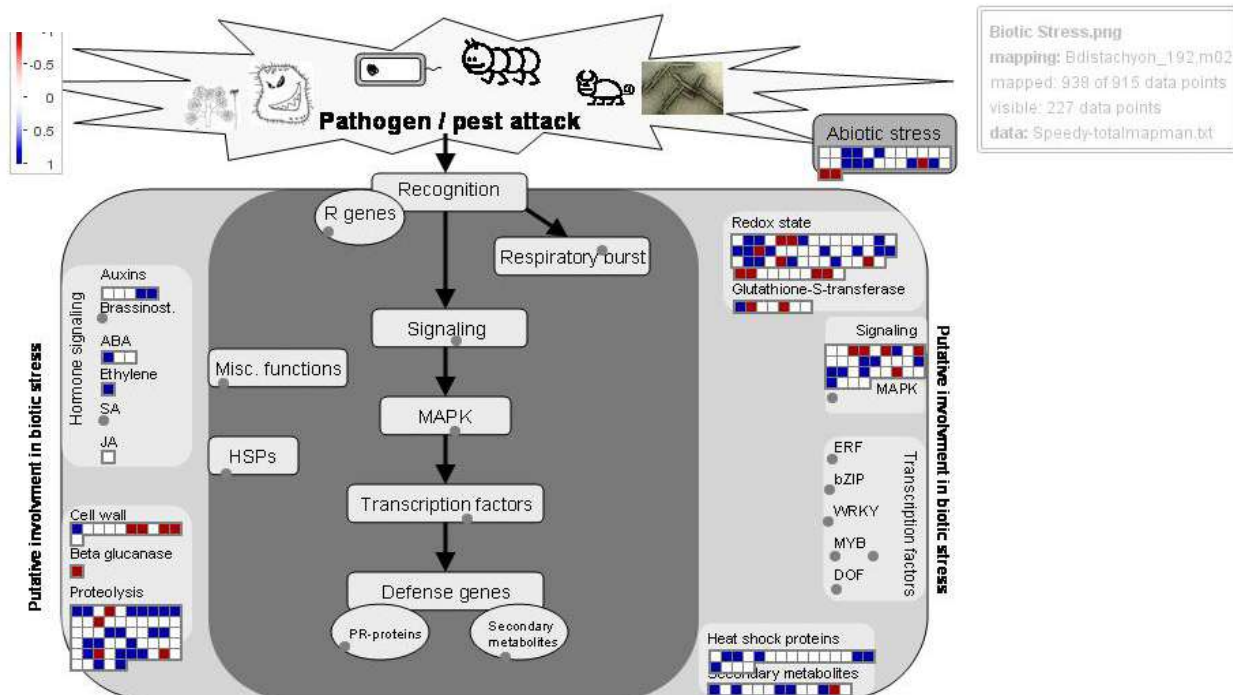 -1
-0.5
0
0.5
1
Pathogen / pest attack
Biotic Stress.png
mapping: Bdistachyon_192,m02
mapped: 938 of 915 data points
visible: 227 data points
data: Speedy-totalmapman.txt
Abiotic stress
Recognition
R genes
Respiratory burst
Redox state
Glutathione-S-transferase
Hormone signaling
Auxins
Brassinost.
ABA
Ethylene
SA
JA
Signaling
Misc. functions
MAPK
HSPs
Transcription factors
Defense genes
PR-proteins
Secondary
metabolites
Signaling
MAPK
ERF
bZIP
WRKY
MYB
DOF
Transcription factors
Putative involvment in biotic stress
Putative involvment in biotic stress
Cell wall
Beta glucanase
Proteolysis
Heat shock proteins
Secondary metabolites